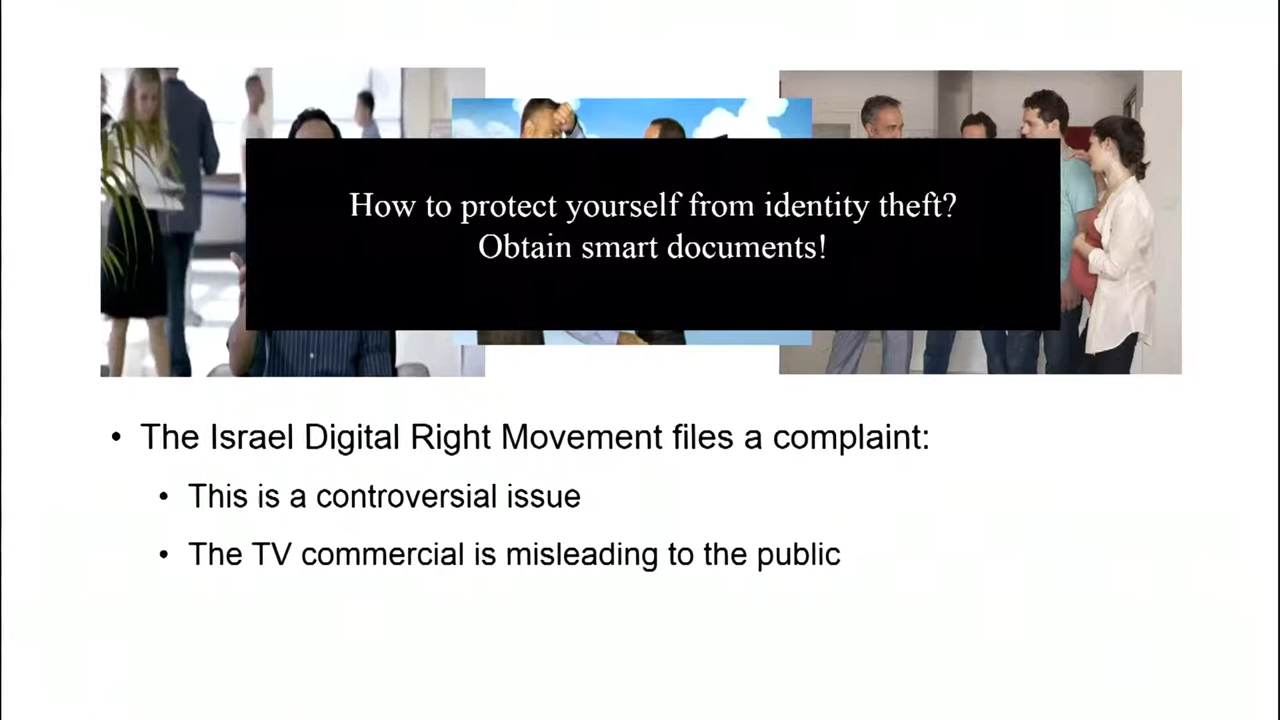 How to protect yourself from identity theft?
Obtain smart documents!
• The Israel Digital Right Movement files a complaint:
• This is a controversial issue
• The TV commercial is misleading to the public